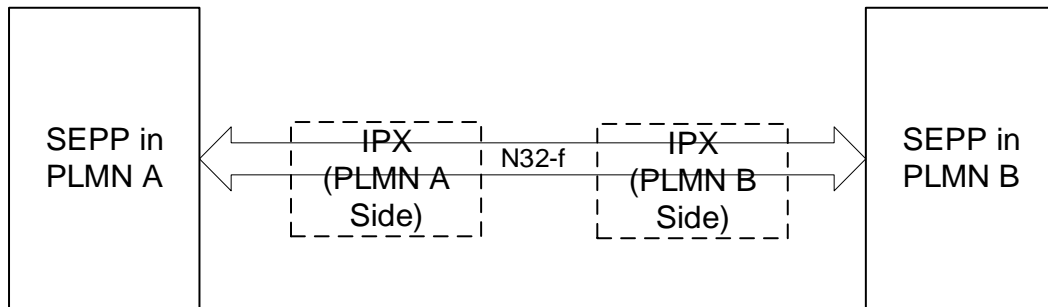 SEPP in
PLMN A
IPX
(PLMN A
Side)
N32-f
IPX
(PLMN B
Side)
SEPP in
PLMN B